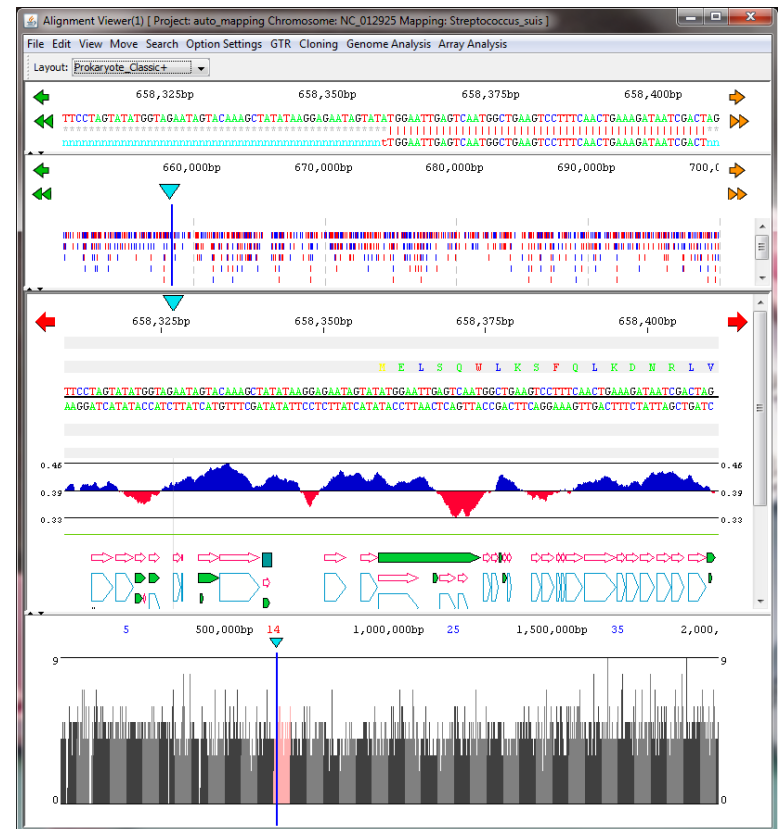 Alignment Viewer(1) [ Project: auto_mapping Chromosome: NC_012925 Mapping: Streptococcus_suis ]
File Edit View Move Search Option Settings GTR Cloning Genome Analysis Array Analysis
Layout: Prokaryote_Classic+
658,325bp 658,350bp 658,375bp 658,400bp
TTCCTAGTATATGGTAGAATAGTACAAAGCTATATAAGGAGAATAGTATATGGAATTGAGTCAATGGCTGAAGTCCTTTCAACTGAAAGATAATCGACTAG
nnnnnnnnnnnnnnnnnnnnnnnnnnnnnnnnnnnnnnnnnnnnnnnnntTGGAATTGAGTCAATGGCTGAAGTCCTTTCAACTGAAAGATAATCGACTnn
660,000bp 670,000bp 680,000bp 690,000bp 700,(
658,325bp 658,350bp 658,375bp 658,400bp
M E L S Q W L K S F Q L K D N R L V
TTCCTAGTATATGGTAGAATAGTACAAAGCTATATAAGGAGAATAGTATATGGAATTGAGTCAATGGCTGAAGTCCTTTCAACTGAAAGATAATCGACTAG
AAGGATCATATACCATCTTATCATGTTTCGATATATTCCTCTTATCATATACCTTAACTCAGTTACCGACTTCAGGAAAGTTGACTTTCTATTAGCTGATC
0.46 0.46
0.39 0.39
0.33 0.33
5 500,000bp 14 1,000,000bp 25 1,500,000bp 35 2,000,
9 9
0 0